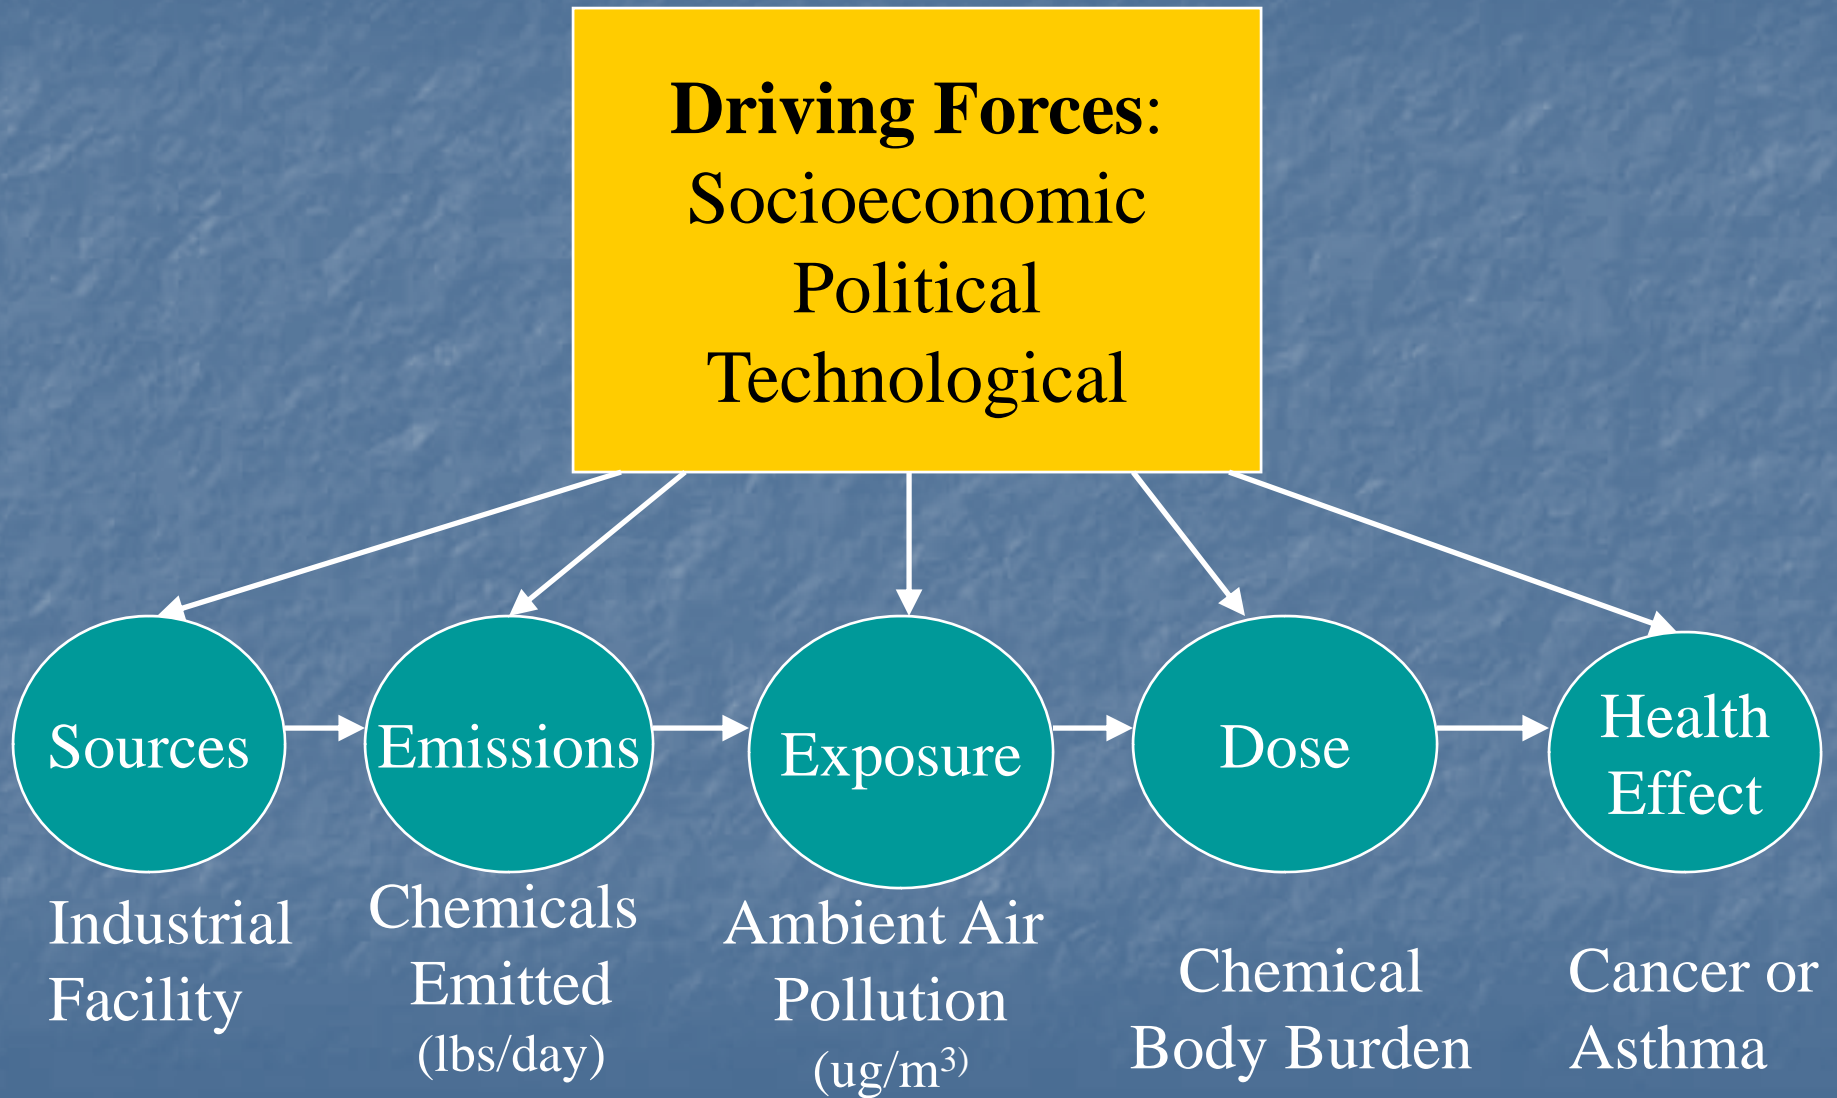 Driving Forces:
Socioeconomic
Political
Technological
Sources
Emissions
Exposure
Dose
Health
Effect
Industrial
Facility
Chemicals
Emitted
(lbs/day)
Ambient Air
Pollution
(ug/m³⁾
Chemical
Body Burden
Cancer or
Asthma